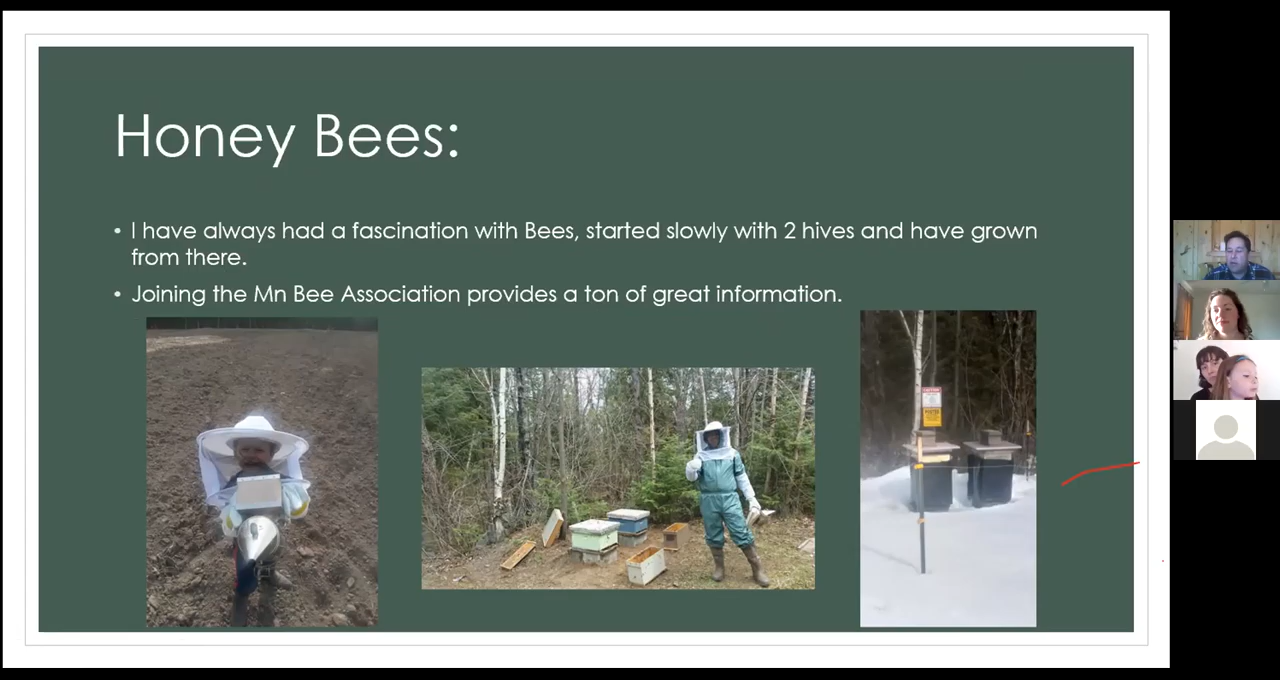 Honey Bees:
• I have always had a fascination with Bees, started slowly with 2 hives and have grown
from there.
• Joining the Mn Bee Association provides a ton of great information.